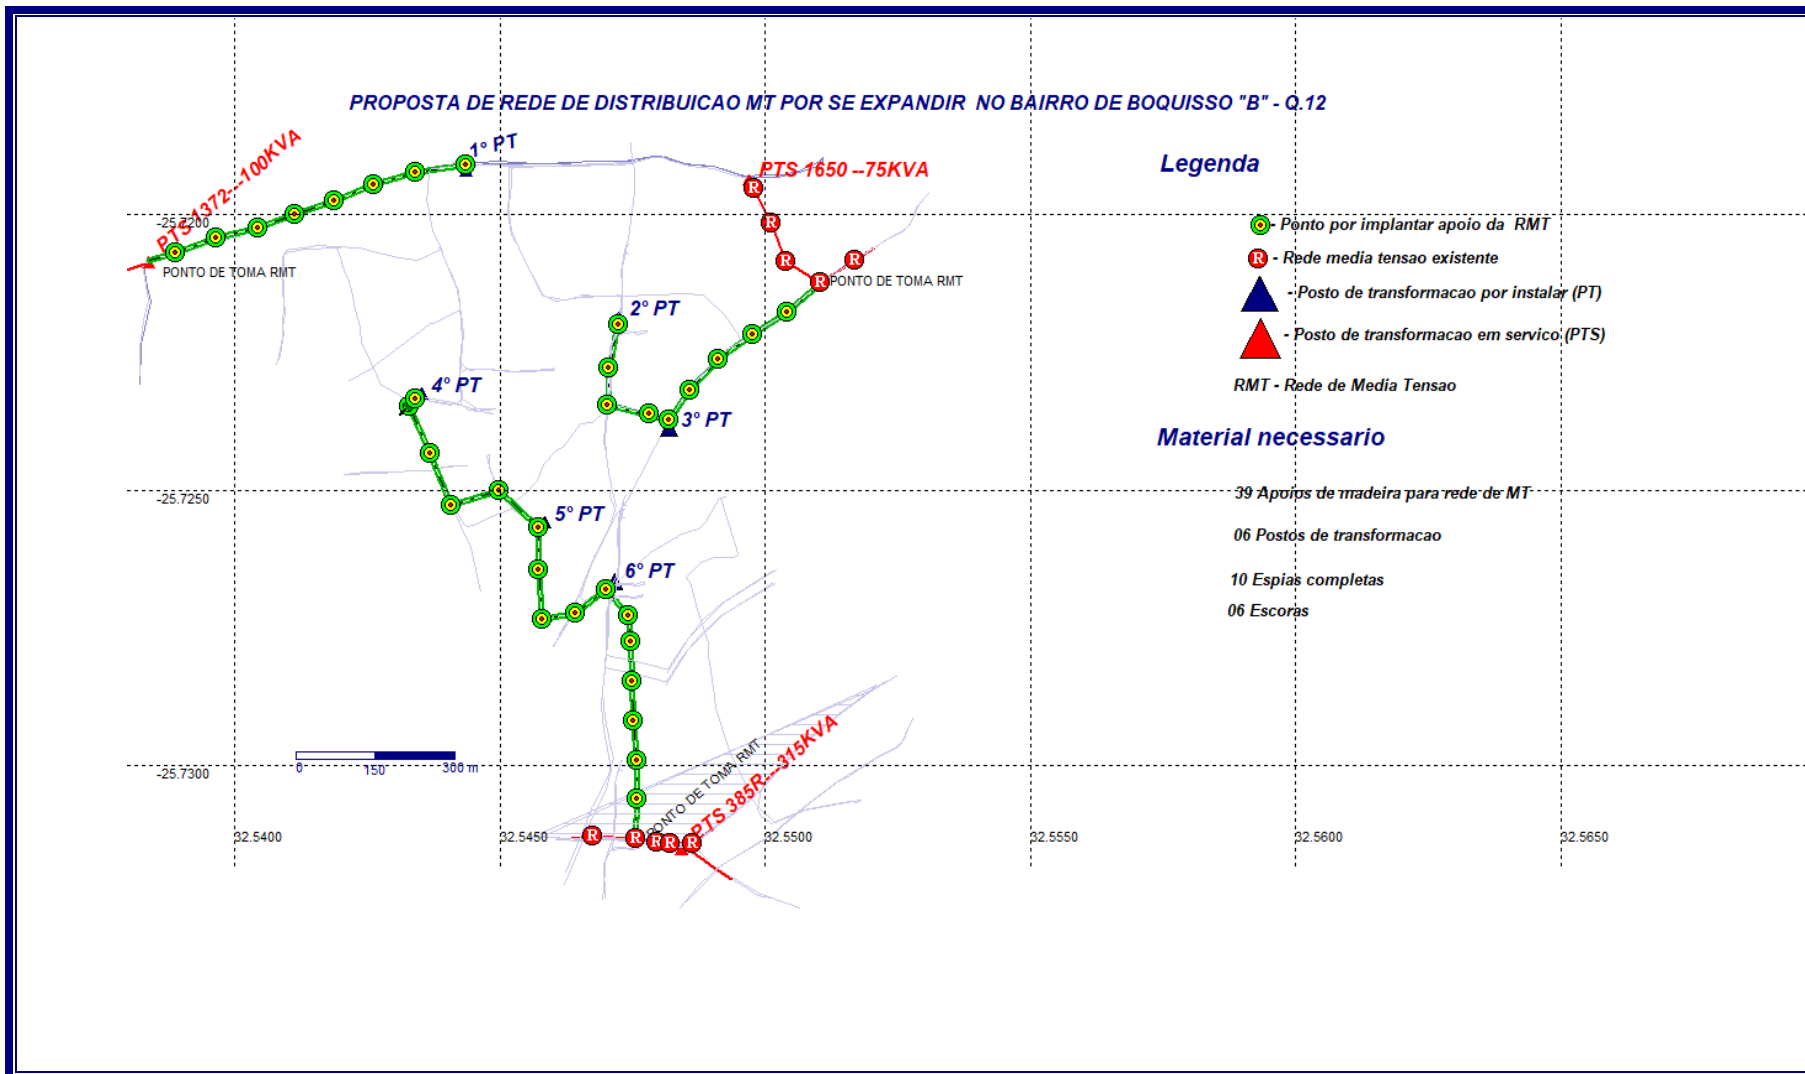 PROPOSTA DE REDE DE DISTRIBUICAO MT POR SE EXPANDIR NO BAIRRO DE BOQUISSO "B" - Q.12
PTS 1372---100KVA
1° PT
PTS 1650 --75KVA
-25.7200
PONTO DE TOMA RMT
PONTO DE TOMA RMT
R
R
R
R
R
2° PT
4° PT
3° PT
-25.7250
5° PT
6° PT
-25.7300
0 150 300 m
PONTO DE TOMA RMT
PTS 385R---315KVA
R
R
R
R
R
32.5400 32.5450 32.5500 32.5550 32.5600 32.5650
Legenda
- Ponto por implantar apoio da RMT
R - Rede media tensao existente
- Posto de transformacao por instalar (PT)
- Posto de transformacao em servico (PTS)
RMT - Rede de Media Tensao
Material necessario
39 Apoios de madeira para rede de MT
06 Postos de transformacao
10 Espias completas
06 Escoras